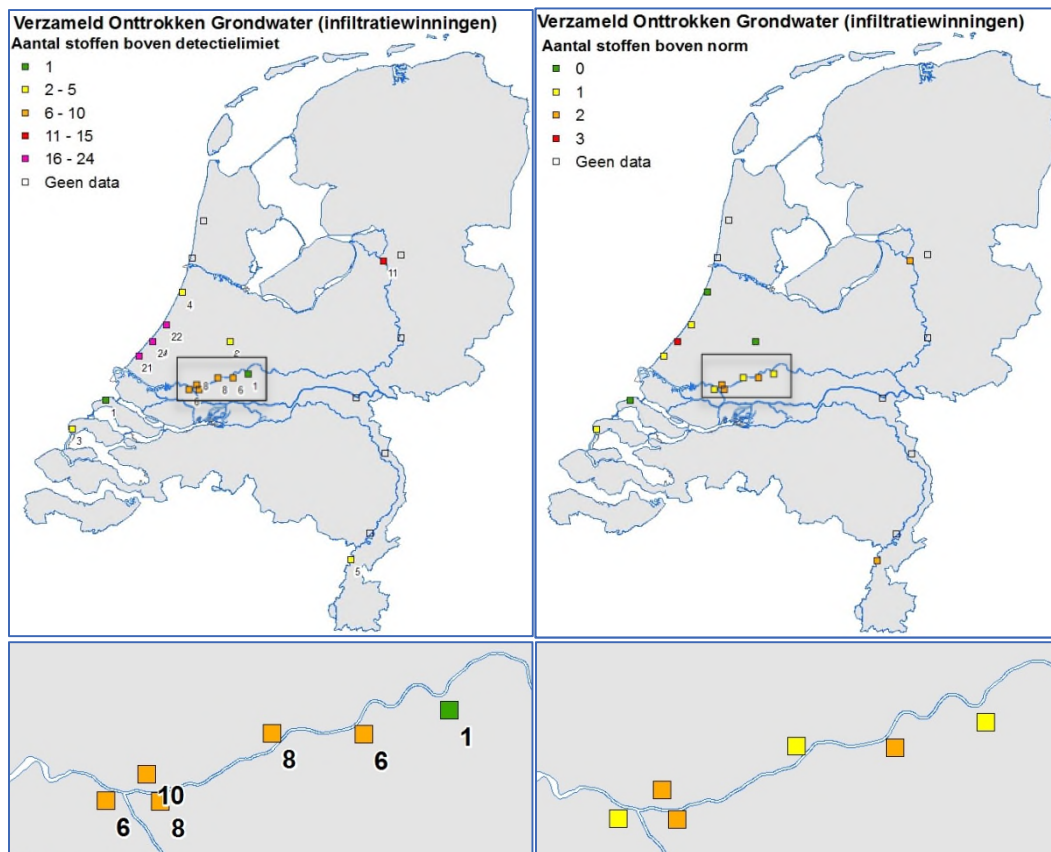 Verzameld Onttrokken Grondwater (infiltratiewinningen)
Aantal stoffen boven detectielimiet
1
2 - 5
6 - 10
11 - 15
16 - 24
Geen data
11
4
22
24
21
8
8
6
1
1
3
5
Verzameld Onttrokken Grondwater (infiltratiewinningen)
Aantal stoffen boven norm
0
1
2
3
Geen data
8
6
1
10
6
8